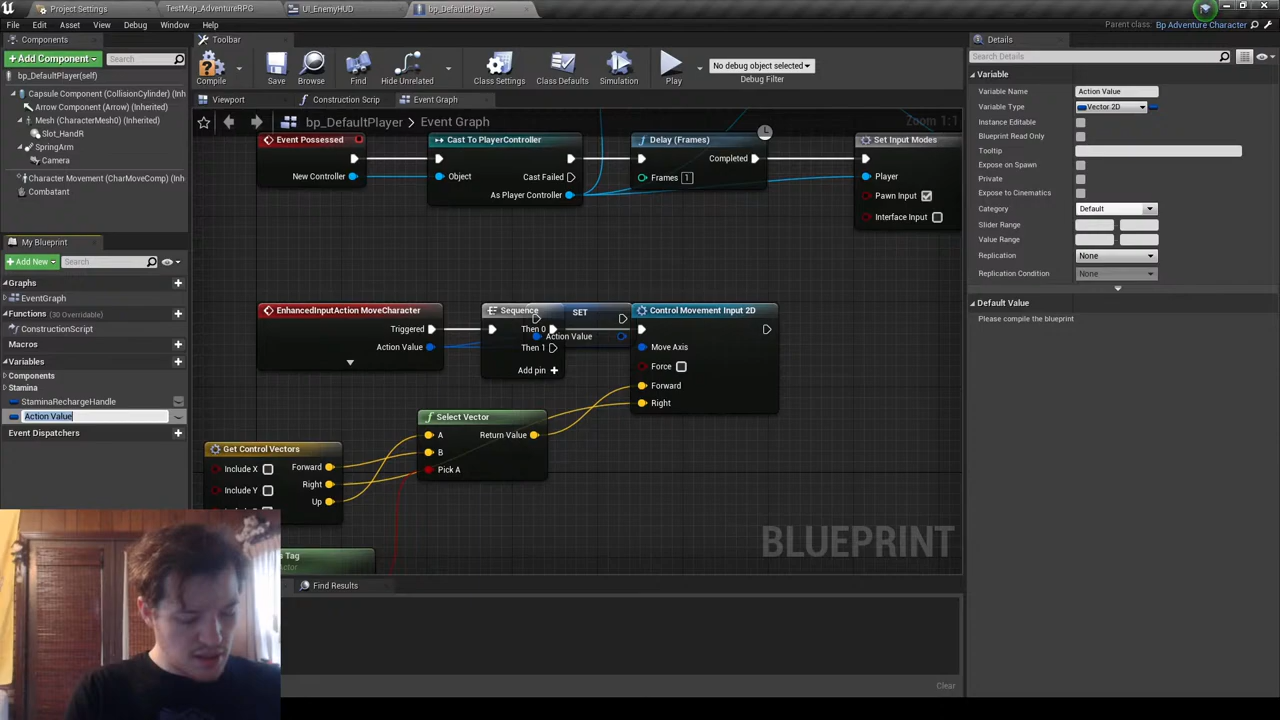 Project Settings
TestMap_AdventureRPG
UI_EnemyHUD
bp_DefaultPlayer*
File Edit Asset View Debug Window Help
Parent class: Bp Adventure Character
Components
Toolbar
Details
+Add Component
Search
Compile
Save
Browse
Find
Hide Unrelated
Class Settings
Class Defaults
Simulation
Play
No debug object selected
Debug Filter
Search Details
bp_DefaultPlayer(self)
Capsule Component (CollisionCylinder) (Inh
Arrow Component (Arrow) (Inherited)
Mesh (CharacterMesh0) (Inherited)
Slot_HandR
SpringArm
Camera
Character Movement (CharMoveComp) (Inh
Combatant
Viewport
Construction Scrip
Event Graph
bp_DefaultPlayer > Event Graph
Zoom 1:1
Event Possessed
New Controller
Cast To PlayerController
Object
Cast Failed
As Player Controller
Delay (Frames)
Completed
Frames 1
Set Input Modes
Player
Pawn Input
Interface Input
My Blueprint
+Add New
Search
Graphs
EventGraph
Functions (30 Overridable)
ConstructionScript
Macros
Variables
Components
Stamina
StaminaRechargeHandle
Action Value
Event Dispatchers
EnhancedInputAction MoveCharacter
Triggered
Action Value
Sequence
Then 0
Then 1
Add pin
SET
Action Value
Control Movement Input 2D
Move Axis
Force
Forward
Right
Select Vector
A
B
Pick A
Return Value
Get Control Vectors
Include X
Include Y
Forward
Right
Up
s Tag
Actor
BLUEPRINT
Find Results
Clear
Variable
Variable Name Action Value
Variable Type Vector 2D
Instance Editable
Blueprint Read Only
Tooltip
Expose on Spawn
Private
Expose to Cinematics
Category Default
Slider Range
Value Range
Replication None
Replication Condition None
Default Value
Please compile the blueprint